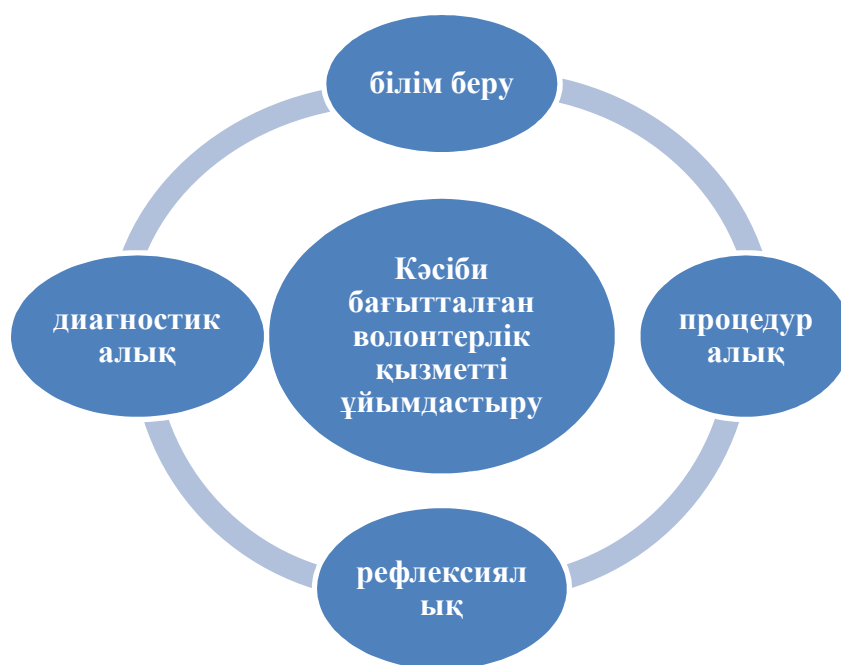 білім беру
Кәсіби
бағытталған
волонтерлік
қызметті
ұйымдастыру
диагностик
алық
процедур
алық
рефлексиял
ық